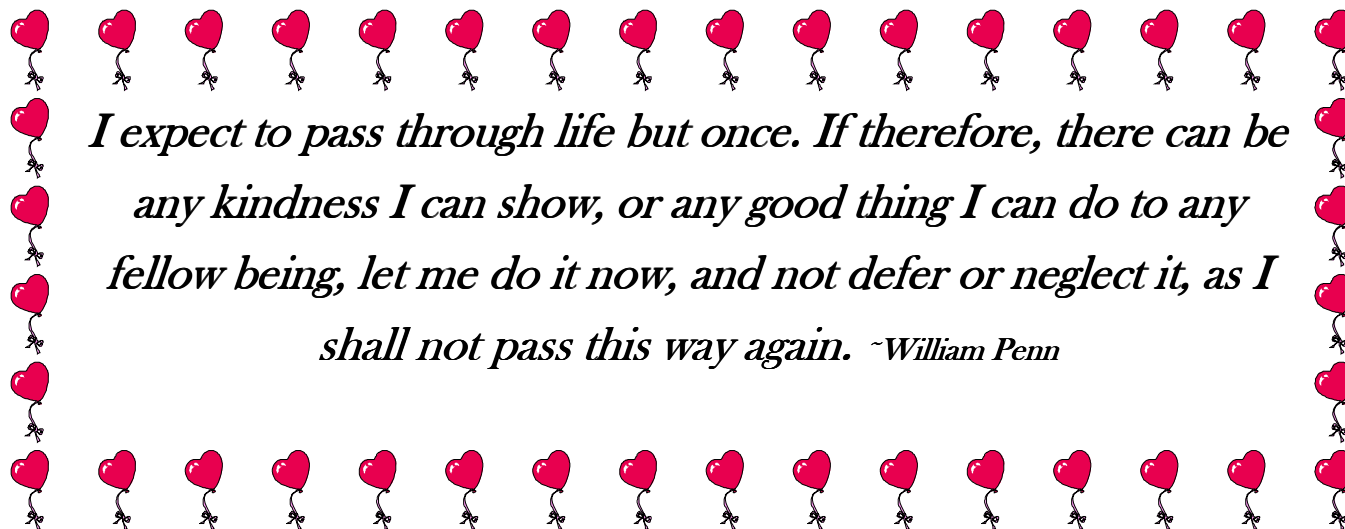 I expect to pass through life but once. If therefore, there can be
any kindness I can show, or any good thing I can do to any
fellow being, let me do it now, and not defer or neglect it, as I
shall not pass this way again. ~William Penn